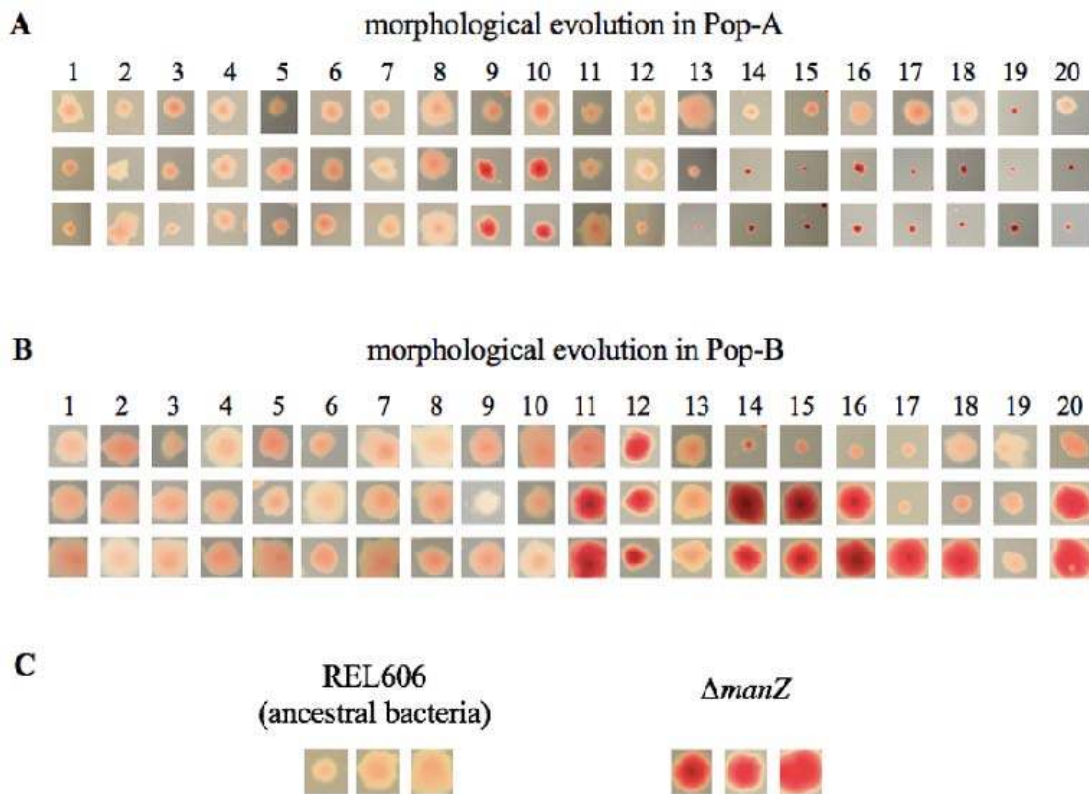 A
morphological evolution in Pop-A
1 2 3 4 5 6 7 8 9 10 11 12 13 14 15 16 17 18 19 20
B
morphological evolution in Pop-B
1 2 3 4 5 6 7 8 9 10 11 12 13 14 15 16 17 18 19 20
C
REL606
(ancestral bacteria)
ΔmanZ